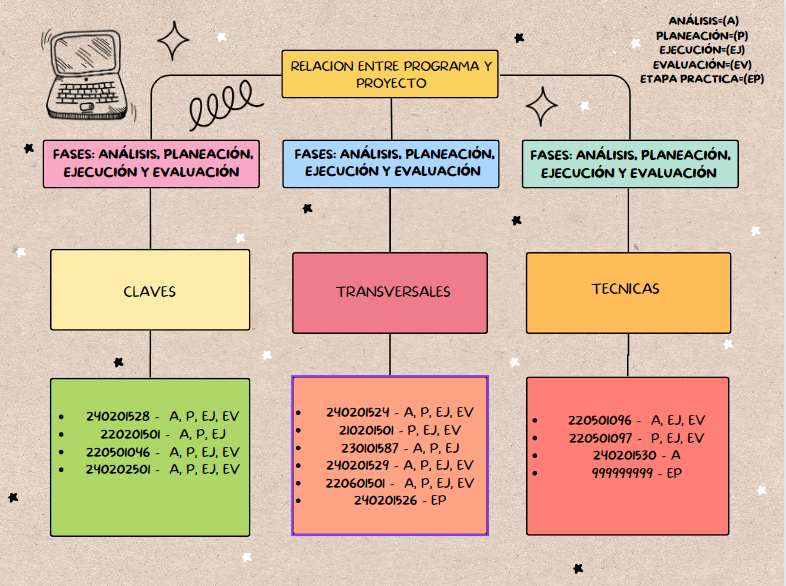 ANÁLISIS=(A)
PLANEACIÓN=(P)
EJECUCIÓN=(EJ)
EVALUACIÓN=(EV)
ETAPA PRACTICA=(EP)
RELACION ENTRE PROGRAMA Y
PROYECTO
FASES: ANÁLISIS, PLANEACIÓN,
EJECUCIÓN Y EVALUACIÓN
FASES: ANÁLISIS, PLANEACIÓN,
EJECUCIÓN Y EVALUACIÓN
FASES: ANÁLISIS, PLANEACIÓN,
EJECUCIÓN Y EVALUACIÓN
CLAVES
TRANSVERSALES
TECNICAS
• 240201528 - A, P, EJ, EV
• 220201501 - A, P, EJ
• 220501046 - A, P, EJ, EV
• 240202501 - A, P, EJ, EV
• 240201524 - A, P, EJ, EV
• 210201501 - P, EJ, EV
• 230101587 - A, P, EJ
• 240201529 - A, P, EJ, EV
• 220601501 - A, P, EJ, EV
• 240201526 - EP
• 220501096 - A, EJ, EV
• 220501097 - P, EJ, EV
• 240201530 - A
• 999999999 - EP